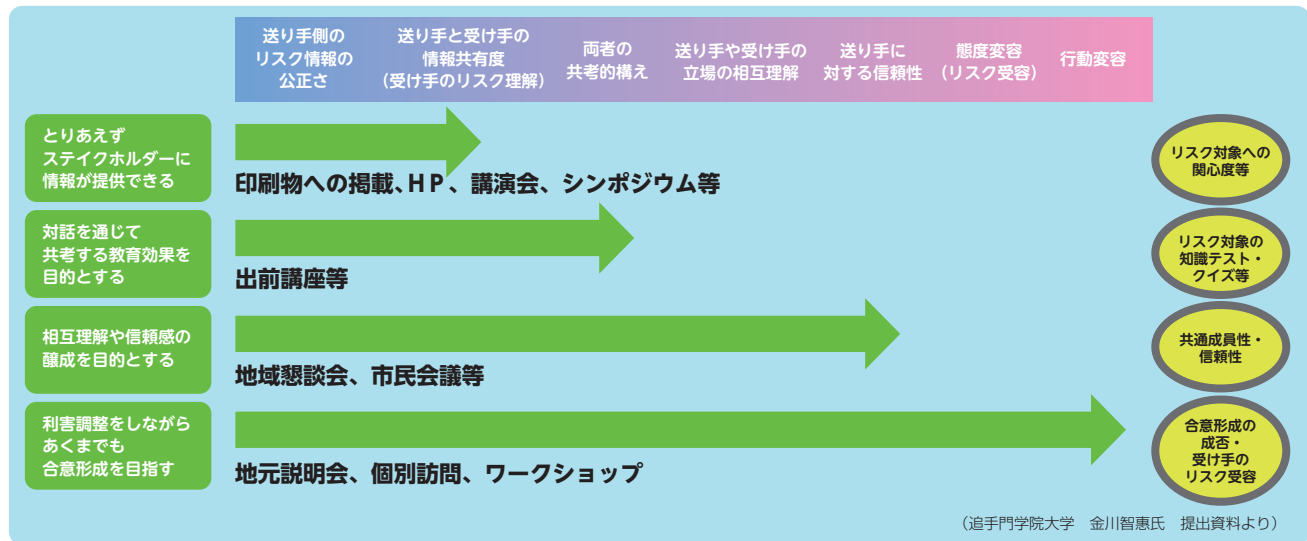 送り手側の
リスク情報の
公正さ
送り手と受け手の
情報共有度
(受け手のリスク理解)
両者の
共考的構え
送り手や受け手の
立場の相互理解
送り手に
対する信頼性
態度変容
(リスク受容)
行動変容
とりあえず
ステイクホルダーに
情報が提供できる
印刷物への掲載、HP、講演会、シンポジウム等
リスク対象への
関心度等
対話を通じて
共考する教育効果を
目的とする
出前講座等
リスク対象の
知識テスト・
クイズ等
相互理解や信頼感の
醸成を目的とする
地域懇談会、市民会議等
共通成員性・
信頼性
利害調整をしながら
あくまでも
合意形成を目指す
地元説明会、個別訪問、ワークショップ
合意形成の
成否・
受け手の
リスク受容
(追手門学院大学 金川智惠氏 提出資料より)